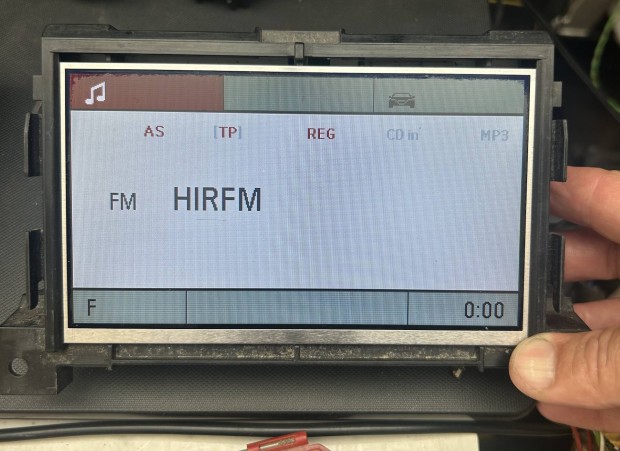 AS [TP] REG CD in MP3
FM HIRFM
F 0:00